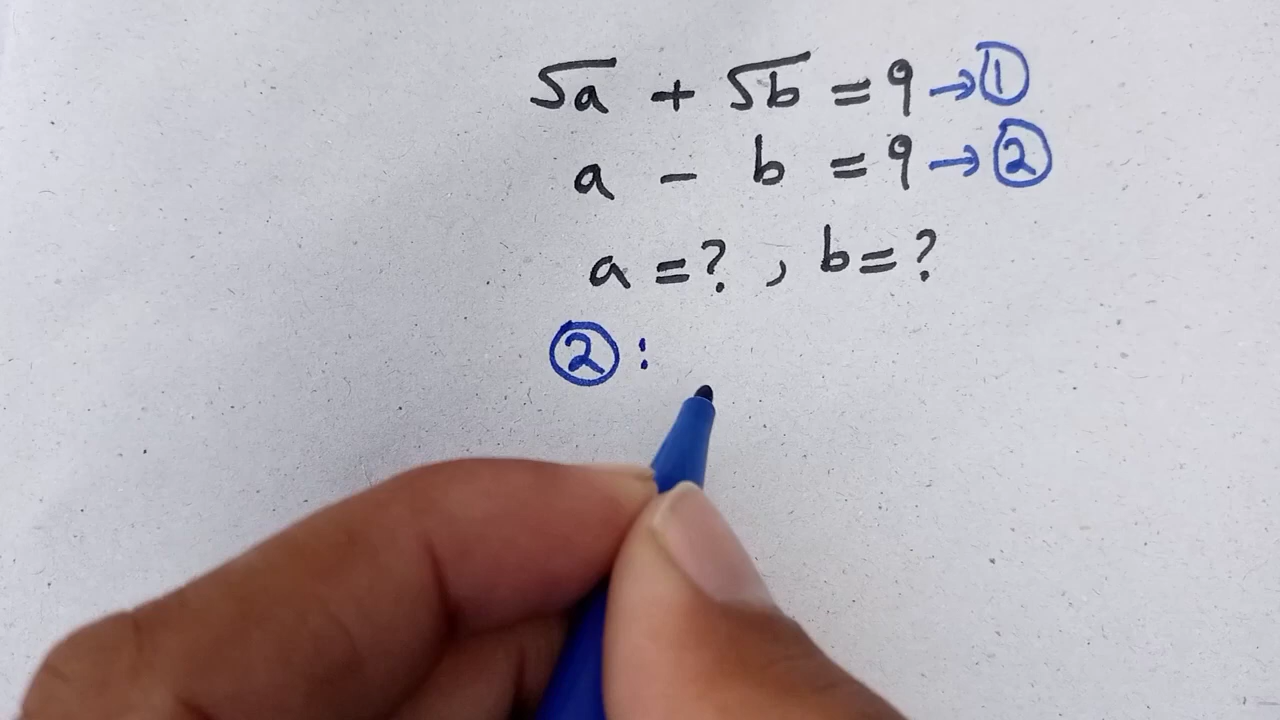 √a + √b = 9 → ①
a - b = 9 → ②
a = ? , b = ?
② :